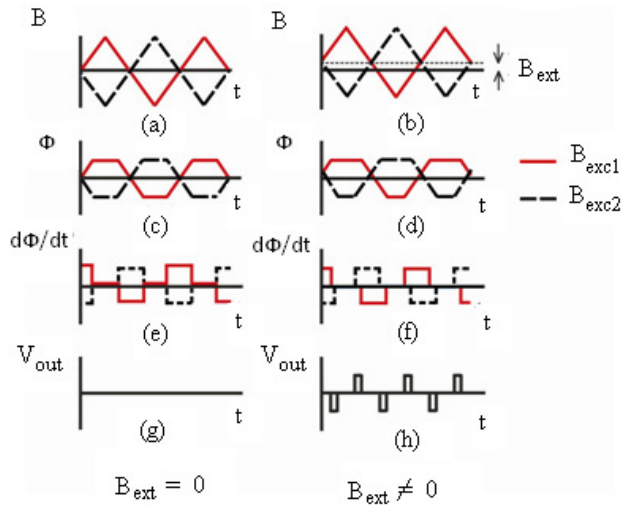 B
t
(a)
B
t
(b)
B_ext
Φ
t
(c)
Φ
t
(d)
B_exc1
B_exc2
dΦ/dt
t
(e)
dΦ/dt
t
(f)
V_out
t
(g)
V_out
t
(h)
B_ext = 0
B_ext ≠ 0